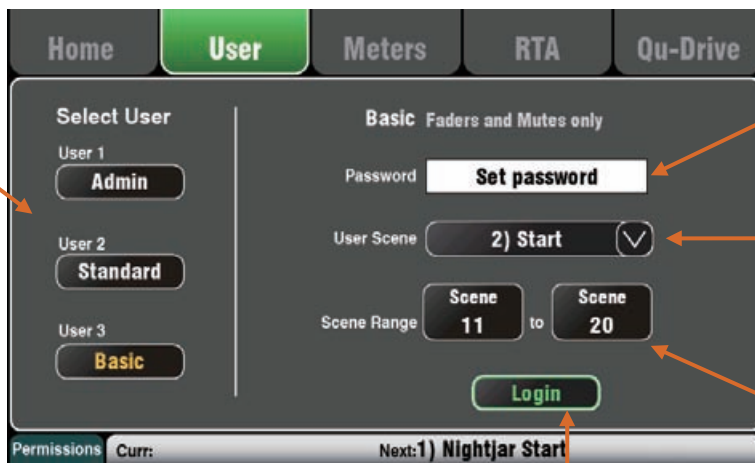 Home User Meters RTA Qu-Drive
Select User
User 1
Admin
User 2
Standard
User 3
Basic
Basic Faders and Mutes only
Password Set password
User Scene 2) Start
Scene Range Scene 11 to Scene 20
Login
Permissions Curr: Next:1) Nightjar Start